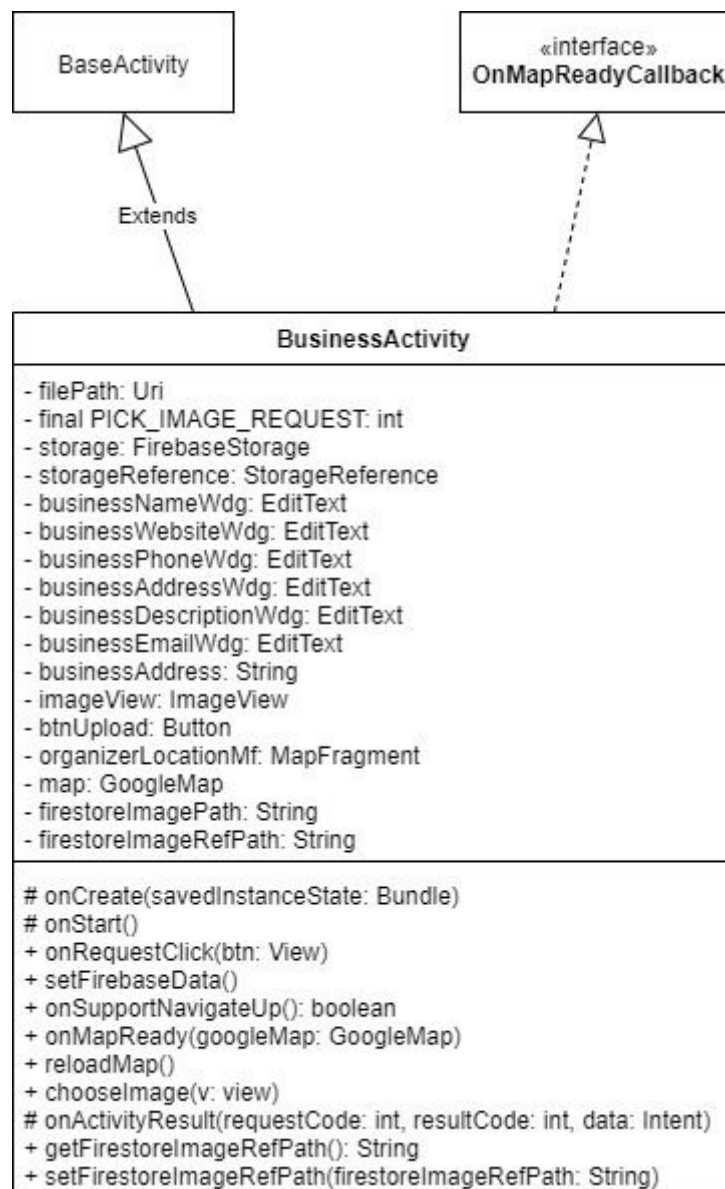 BaseActivity
«interface»
OnMapReadyCallback
Extends
BusinessActivity
- filePath: Uri
- final PICK_IMAGE_REQUEST: int
- storage: FirebaseStorage
- storageReference: StorageReference
- businessNameWdg: EditText
- businessWebsiteWdg: EditText
- businessPhoneWdg: EditText
- businessAddressWdg: EditText
- businessDescriptionWdg: EditText
- businessEmailWdg: EditText
- businessAddress: String
- imageView: ImageView
- btnUpload: Button
- organizerLocationMf: MapFragment
- map: GoogleMap
- firestoreImagePath: String
- firestoreImageRefPath: String
# onCreate(savedInstanceState: Bundle)
# onStart()
+ onRequestClick(btn: View)
+ setFirebaseData()
+ onSupportNavigateUp(): boolean
+ onMapReady(googleMap: GoogleMap)
+ reloadMap()
+ chooseImage(v: view)
# onActivityResult(requestCode: int, resultCode: int, data: Intent)
+ getFirestoreImageRefPath(): String
+ setFirestoreImageRefPath(firestoreImageRefPath: String)